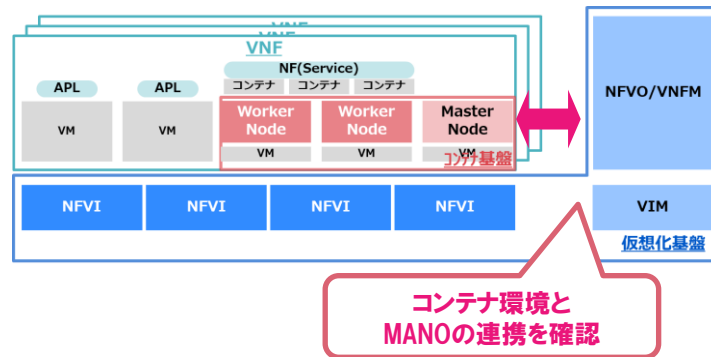 VNF
VNF
VNF
NF(Service)
APL
APL
コンテナ
コンテナ
コンテナ
VM
VM
Worker
Node
Worker
Node
Master
Node
VM
VM
VM
コンテナ基盤
NFVO/VNFM
NFVI
NFVI
NFVI
NFVI
VIM
仮想化基盤
コンテナ環境と
MANOの連携を確認